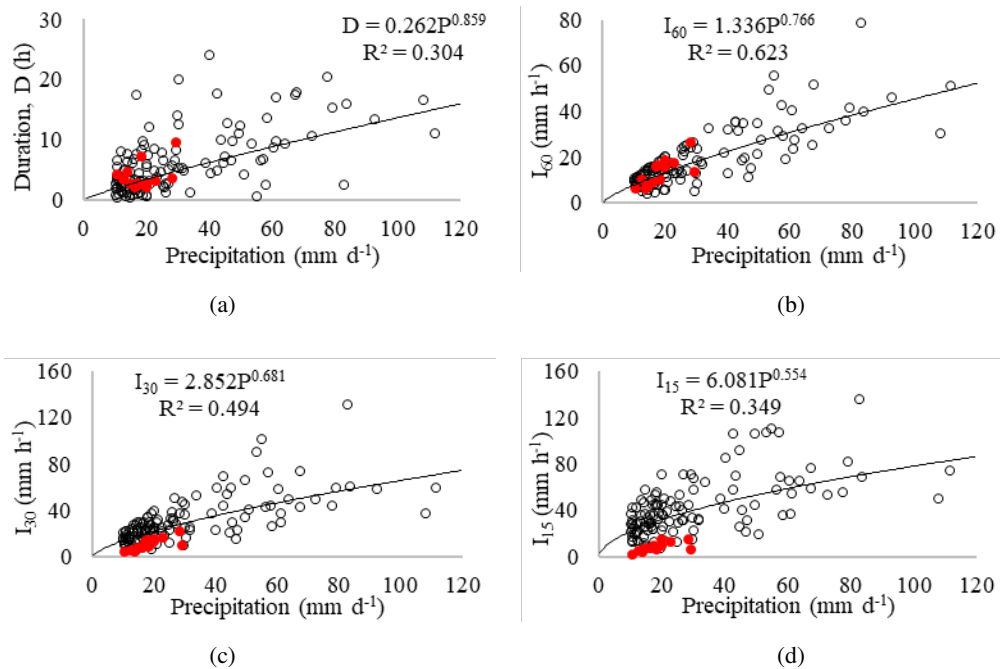 D = 0.262P^0.859
R² = 0.304
Duration, D (h)
30
20
10
0
0 20 40 60 80 100 120
Precipitation (mm d⁻¹)
(a)
I₆₀ = 1.336P^0.766
R² = 0.623
I₆₀ (mm h⁻¹)
80
60
40
20
0
0 20 40 60 80 100 120
Precipitation (mm d⁻¹)
(b)
I₃₀ = 2.852P^0.681
R² = 0.494
I₃₀ (mm h⁻¹)
160
120
80
40
0
0 20 40 60 80 100 120
Precipitation (mm d⁻¹)
(c)
I₁₅ = 6.081P^0.554
R² = 0.349
I₁₅ (mm h⁻¹)
160
120
80
40
0
0 20 40 60 80 100 120
Precipitation (mm d⁻¹)
(d)